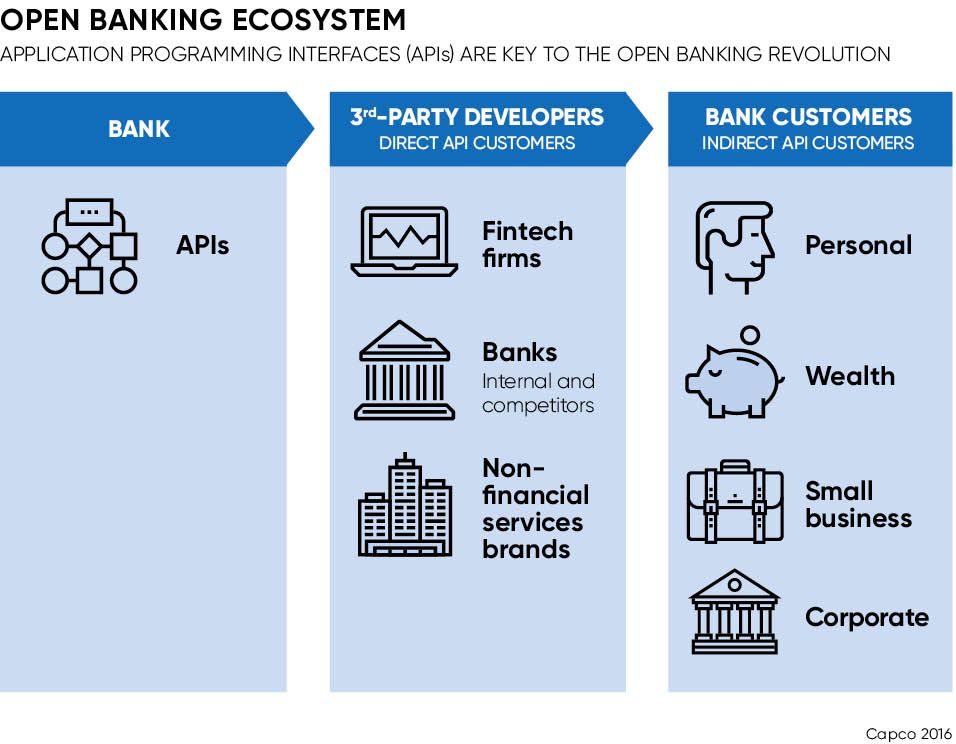 OPEN BANKING ECOSYSTEM
APPLICATION PROGRAMMING INTERFACES (APIs) ARE KEY TO THE OPEN BANKING REVOLUTION
BANK
APIs
3rd-PARTY DEVELOPERS
DIRECT API CUSTOMERS
Fintech
firms
Banks
Internal and
competitors
Non-
financial
services
brands
BANK CUSTOMERS
INDIRECT API CUSTOMERS
Personal
Wealth
Small
business
Corporate
Capco 2016